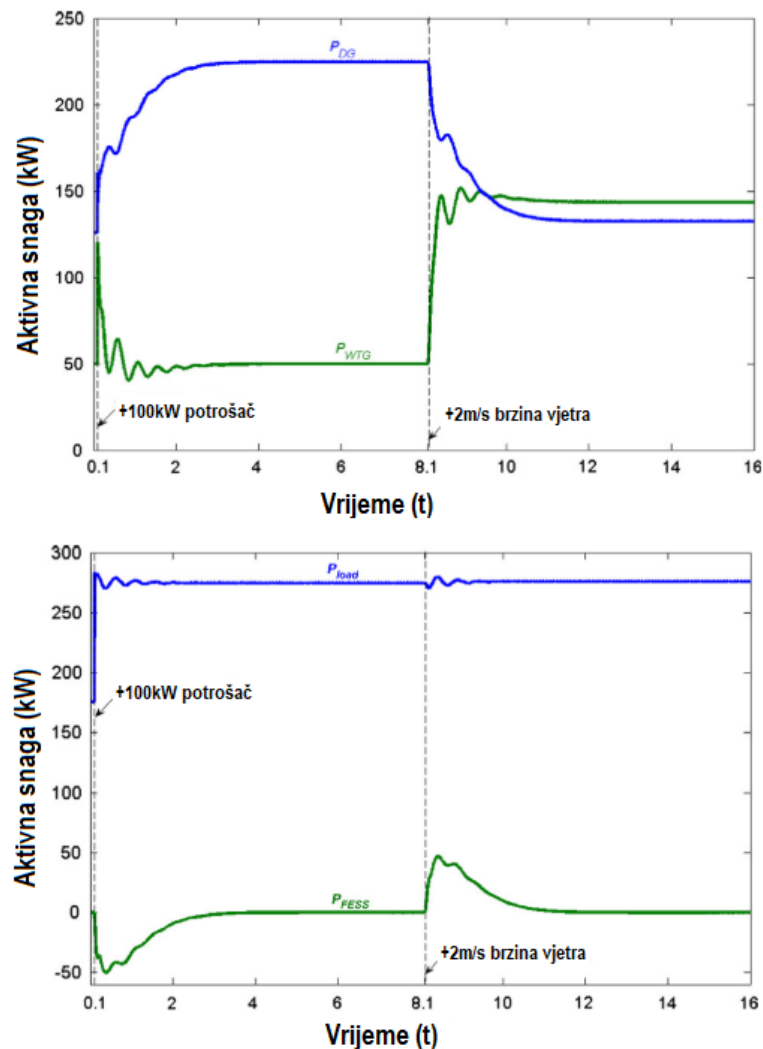 250
P_DG
200
150
Aktivna snaga (kW)
100
P_WTG
50
+100kW potrošač
+2m/s brzina vjetra
0
0.1 2 4 6 8.1 10 12 14 16
Vrijeme (t)
300
P_load
250
200
+100kW potrošač
150
Aktivna snaga (kW)
100
50
P_FESS
0
+2m/s brzina vjetra
-50
0.1 2 4 6 8.1 10 12 14 16
Vrijeme (t)